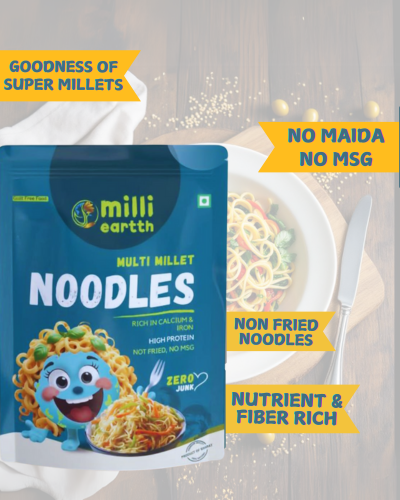 GOODNESS OF
SUPER MILLETS
NO MAIDA
NO MSG
milli
eartth
MULTI MILLET
NOODLES
RICH IN CALCIUM &
IRON
HIGH PROTEIN
NOT FRIED, NO MSG
ZERO
JUNK
NON FRIED
NOODLES
NUTRIENT &
FIBER RICH